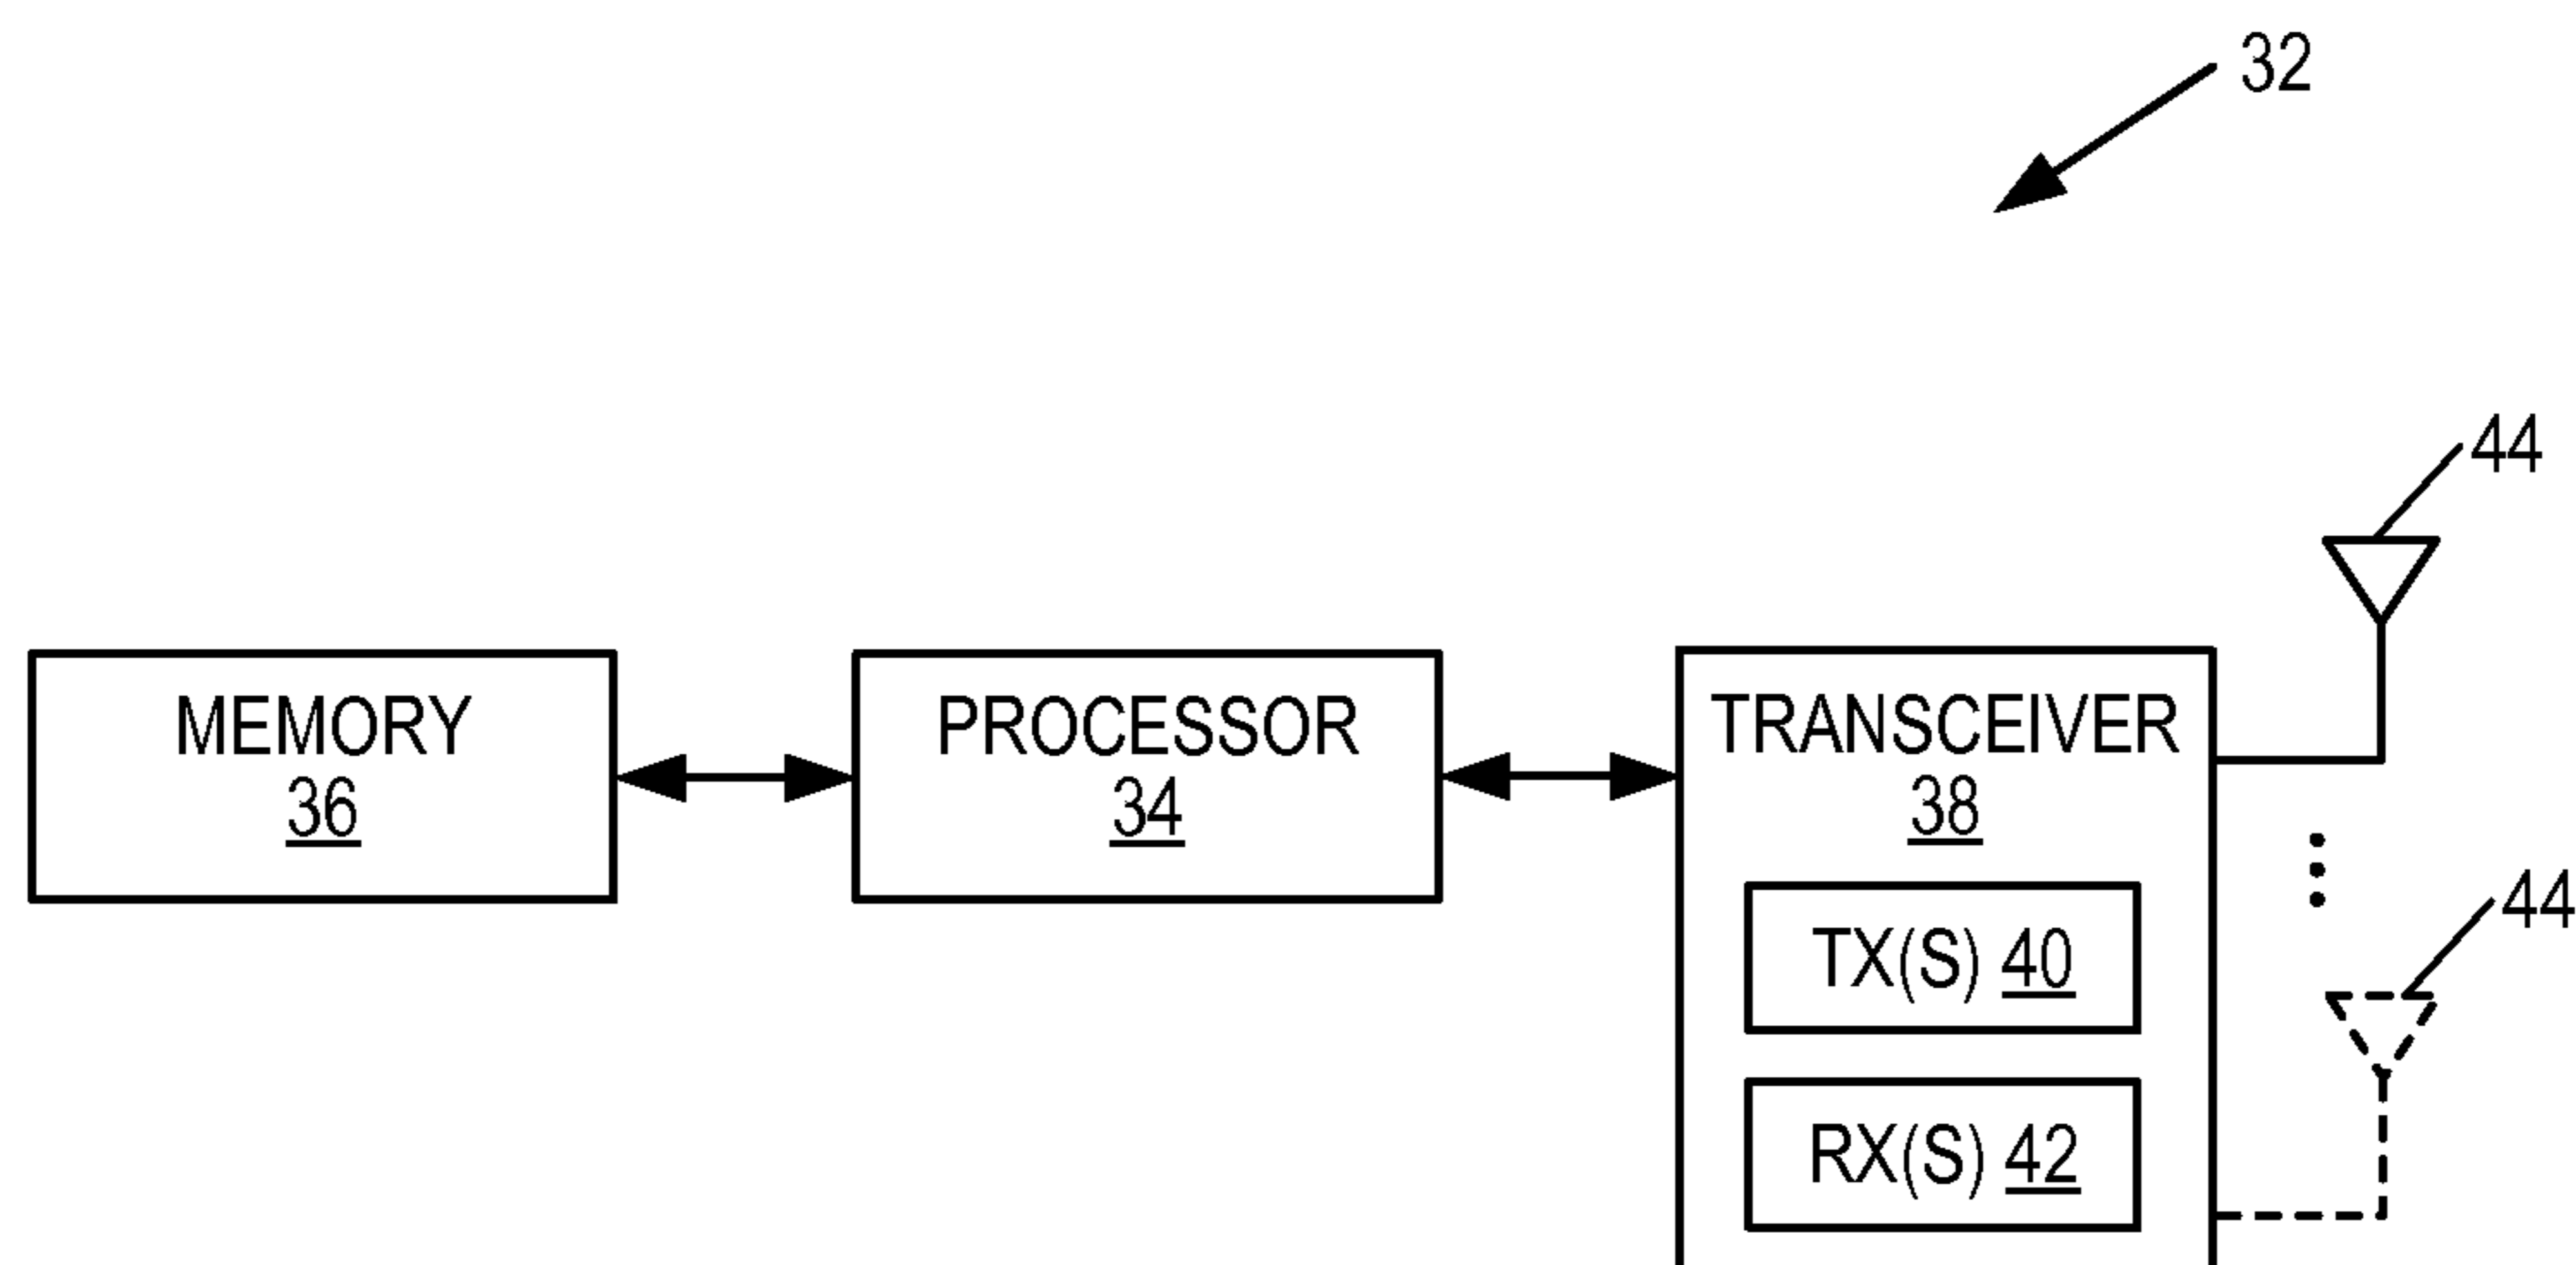 32
44
MEMORY
36
PROCESSOR
34
TRANSCEIVER
38
44
TX(S) 40
RX(S) 42